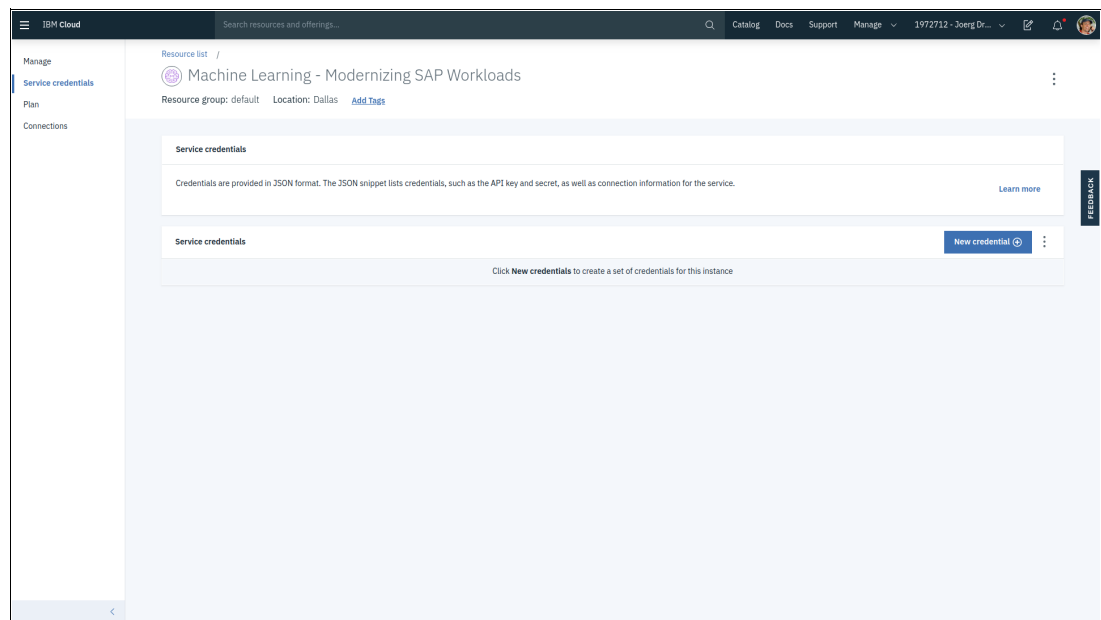 IBM Cloud
Search resources and offerings...
Catalog
Docs
Support
Manage
1972712 - Joerg Dr...
Manage
Service credentials
Plan
Connections
Resource list /
Machine Learning - Modernizing SAP Workloads
Resource group: default Location: Dallas Add Tags
Service credentials
Credentials are provided in JSON format. The JSON snippet lists credentials, such as the API key and secret, as well as connection information for the service.
Learn more
FEEDBACK
Service credentials
New credential
Click New credentials to create a set of credentials for this instance